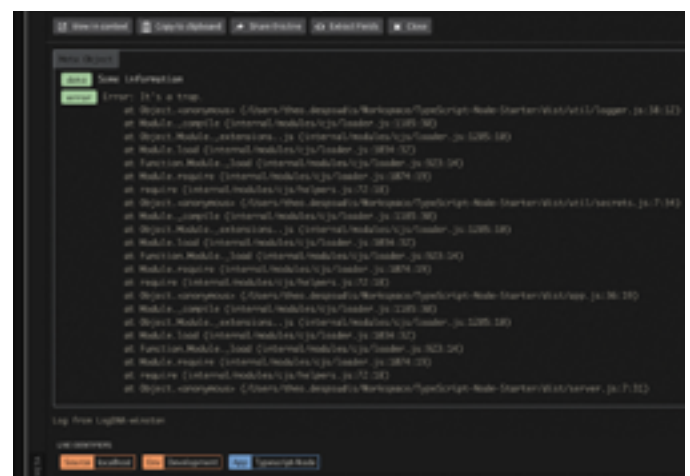 View in context Copy to clipboard Share this line Extract Fields Close
Meta Object
data Some information
error Error: It's a trap
at Object.<anonymous> (/Users/theo.despoudis/Workspace/TypeScript-Node-Starter/dist/util/logger.js:30:12)
at Module._compile (internal/modules/cjs/loader.js:1185:30)
at Object.Module._extensions..js (internal/modules/cjs/loader.js:1205:10)
at Module.load (internal/modules/cjs/loader.js:1034:32)
at Function.Module._load (internal/modules/cjs/loader.js:923:14)
at Module.require (internal/modules/cjs/loader.js:1074:19)
at require (internal/modules/cjs/helpers.js:72:18)
at Object.<anonymous> (/Users/theo.despoudis/Workspace/TypeScript-Node-Starter/dist/util/secrets.js:7:34)
at Module._compile (internal/modules/cjs/loader.js:1185:30)
at Object.Module._extensions..js (internal/modules/cjs/loader.js:1205:10)
at Module.load (internal/modules/cjs/loader.js:1034:32)
at Function.Module._load (internal/modules/cjs/loader.js:923:14)
at Module.require (internal/modules/cjs/loader.js:1074:19)
at require (internal/modules/cjs/helpers.js:72:18)
at Object.<anonymous> (/Users/theo.despoudis/Workspace/TypeScript-Node-Starter/dist/app.js:36:19)
at Module._compile (internal/modules/cjs/loader.js:1185:30)
at Object.Module._extensions..js (internal/modules/cjs/loader.js:1205:10)
at Module.load (internal/modules/cjs/loader.js:1034:32)
at Function.Module._load (internal/modules/cjs/loader.js:923:14)
at Module.require (internal/modules/cjs/loader.js:1074:19)
at require (internal/modules/cjs/helpers.js:72:18)
at Object.<anonymous> (/Users/theo.despoudis/Workspace/TypeScript-Node-Starter/dist/server.js:7:31)
Log from LogDNA-winston
LINE IDENTIFIERS
Source localhost Env Development App Typescript-Node